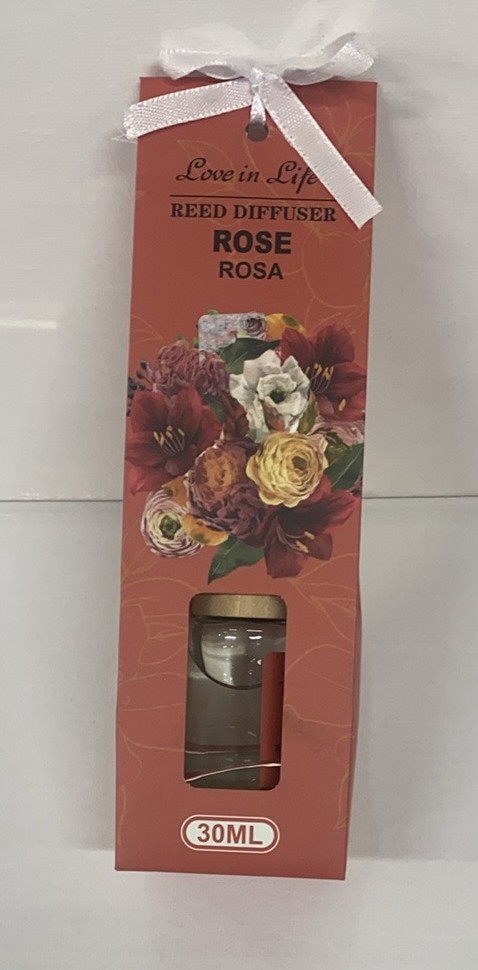 Love in Life
REED DIFFUSER
ROSE
ROSA
30ML